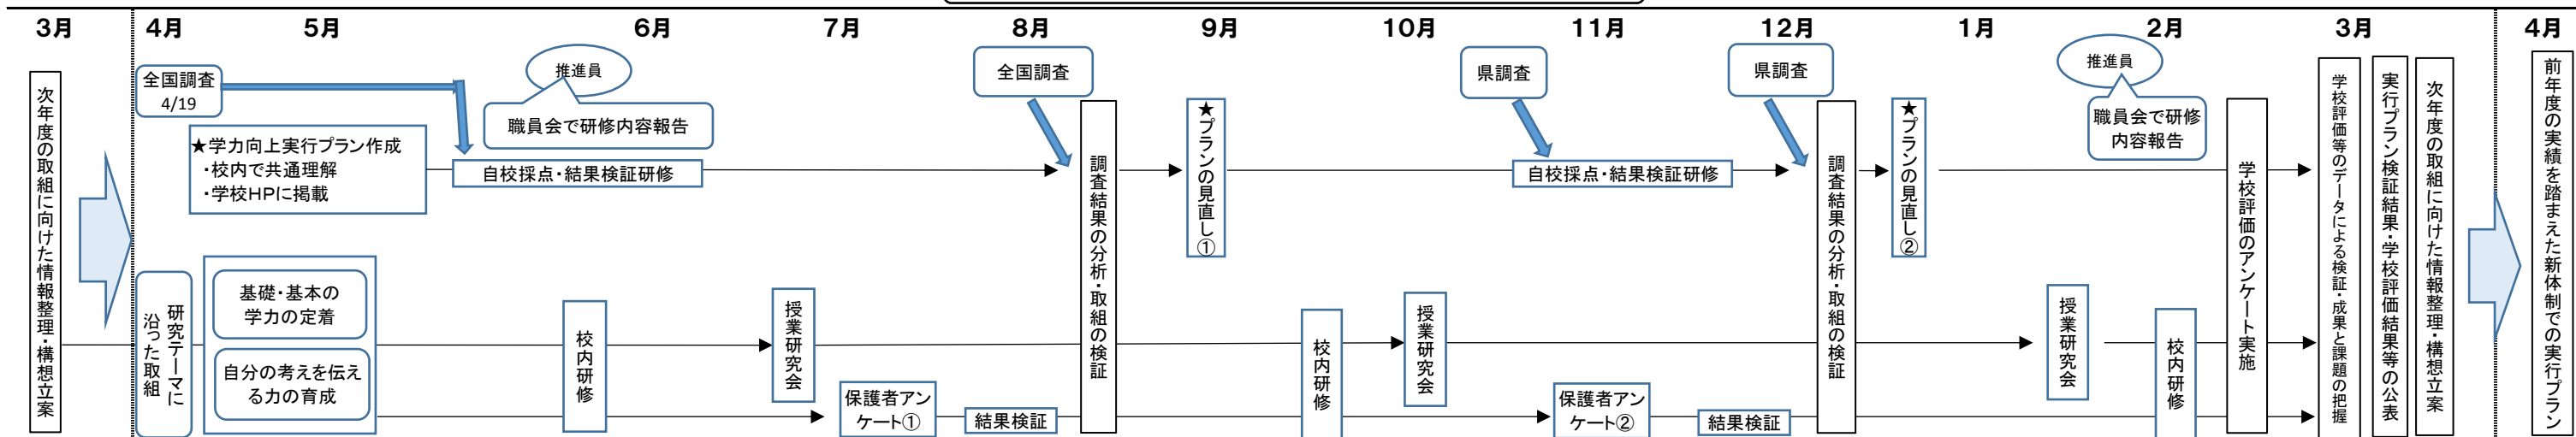 3月
4月
5月
6月
7月
8月
9月
10月
11月
12月
1月
2月
3月
4月
次年度の取組に向けた情報整理・構想立案
全国調査
4/19
★学力向上実行プラン作成
・校内で共通理解
・学校HPに掲載
推進員
職員会で研修内容報告
自校採点・結果検証研修
全国調査
調査結果の分析・取組の検証
★プランの見直し①
県調査
自校採点・結果検証研修
県調査
調査結果の分析・取組の検証
★プランの見直し②
推進員
職員会で研修
内容報告
学校評価のアンケート実施
学校評価等のデータによる検証・成果と課題の把握
実行プラン検証結果・学校評価結果等の公表
次年度の取組に向けた情報整理・構想立案
前年度の実績を踏まえた新体制での実行プラン
研究テーマに
沿った取組
基礎・基本の
学力の定着
自分の考えを伝え
る力の育成
校内研修
授業研究会
保護者アン
ケート①
結果検証
校内研修
授業研究会
保護者アン
ケート②
結果検証
授業研究会
校内研修